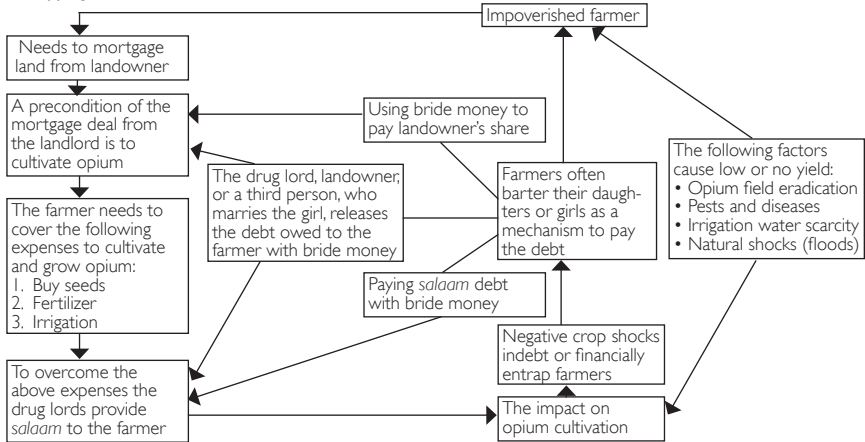 Impoverished farmer
Needs to mortgage
land from landowner
A precondition of the
mortgage deal from
the landlord is to
cultivate opium
Using bride money to
pay landowner's share
The drug lord, landowner,
or a third person, who
marries the girl, releases
the debt owed to the
farmer with bride money
Farmers often
barter their daugh-
ters or girls as a
mechanism to pay
the debt
The following factors
cause low or no yield:
• Opium field eradication
• Pests and diseases
• Irrigation water scarcity
• Natural shocks (floods)
The farmer needs to
cover the following
expenses to cultivate
and grow opium:
1. Buy seeds
2. Fertilizer
3. Irrigation
Paying salaam debt
with bride money
Negative crop shocks
indebt or financially
entrap farmers
To overcome the
above expenses the
drug lords provide
salaam to the farmer
The impact on
opium cultivation